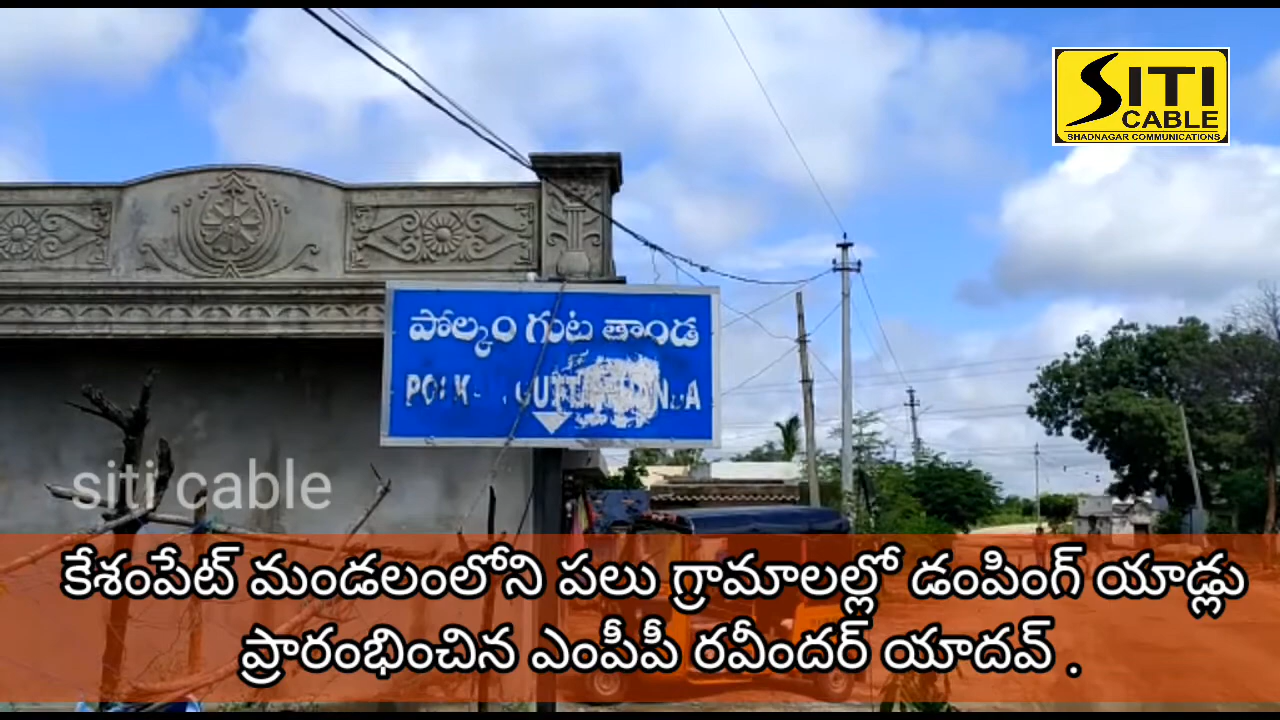 SITI
CABLE
SHADNAGAR COMMUNICATIONS
పోల్కం గుట తాండ
siti cable
కేశంపేట్ మండలంలోని పలు గ్రామాలల్లో డంపింగ్ యార్డ్లు
ప్రారంభించిన ఎంపీపీ రవీందర్ యాదవ్ .